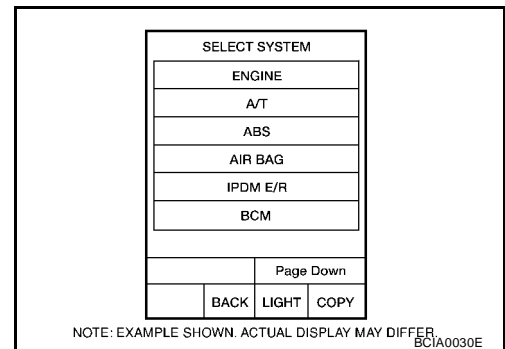 SELECT SYSTEM
ENGINE
A/T
ABS
AIR BAG
IPDM E/R
BCM
Page Down
BACK LIGHT COPY
NOTE: EXAMPLE SHOWN. ACTUAL DISPLAY MAY DIFFER.
BCIA0030E